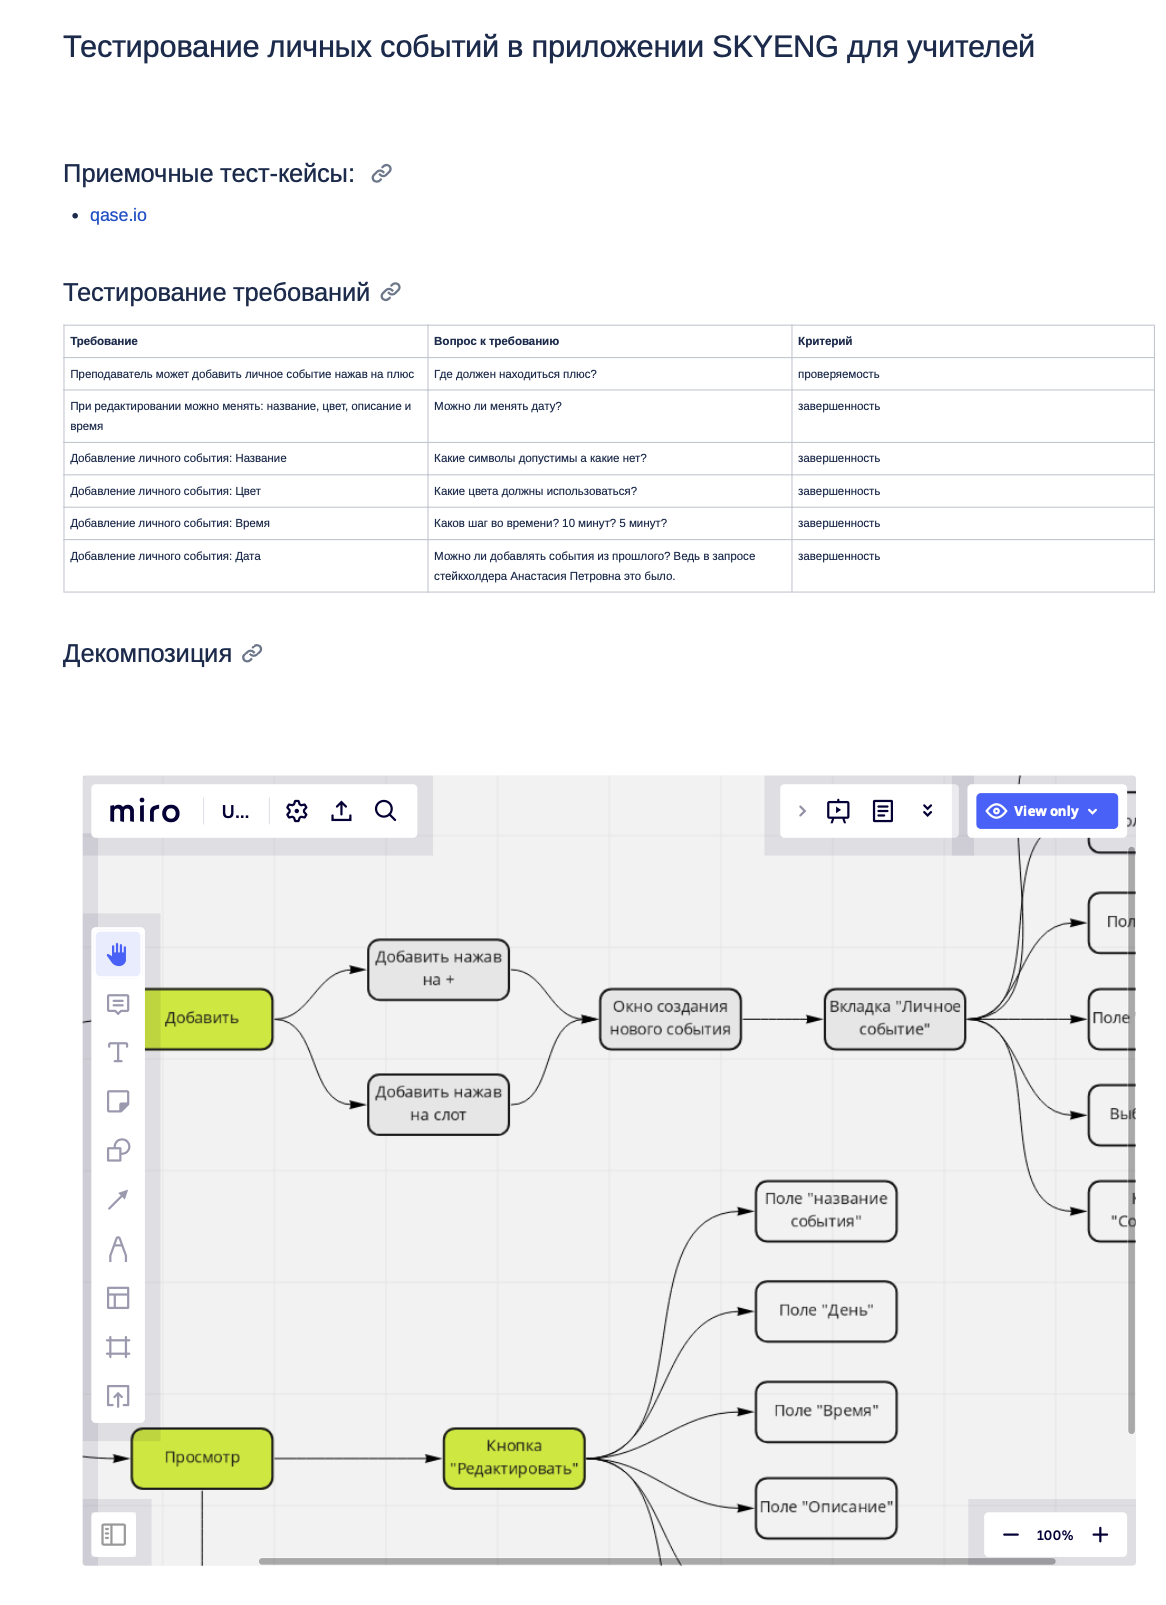 Тестирование личных событий в приложении SKYENG для учителей
Приемочные тест-кейсы:
qase.io
Тестирование требований
Требование
Вопрос к требованию
Критерий
Преподаватель может добавить личное событие нажав на плюс
Где должен находиться плюс?
проверяемость
При редактировании можно менять: название, цвет, описание и
время
Можно ли менять дату?
завершенность
Добавление личного события: Название
Какие символы допустимы а какие нет?
завершенность
Добавление личного события: Цвет
Какие цвета должны использоваться?
завершенность
Добавление личного события: Время
Каков шаг во времени? 10 минут? 5 минут?
завершенность
Добавление личного события: Дата
Можно ли добавлять события из прошлого? Ведь в запросе
стейкхолдера Анастасия Петровна это было.
завершенность
Декомпозиция
miro
U...
View only
Добавить
Добавить нажав
на +
Добавить нажав
на слот
Окно создания
нового события
Вкладка "Личное
событие"
Поле
Поле "название
события"
Поле "День"
Поле "Время"
Поле "Описание"
Просмотр
Кнопка
"Редактировать"
100%